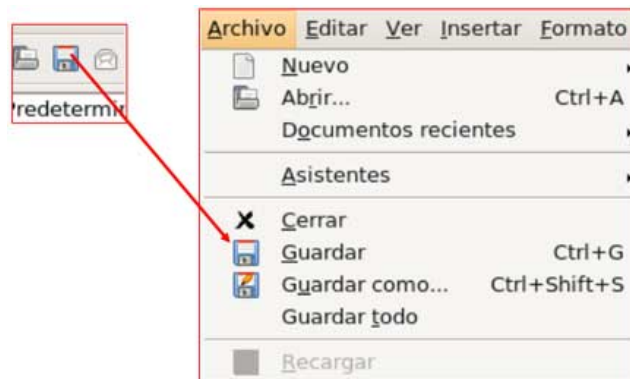 Predetermin
Archivo Editar Ver Insertar Formato
Nuevo
Abrir... Ctrl+A
Documentos recientes
Asistentes
Cerrar
Guardar Ctrl+G
Guardar como... Ctrl+Shift+S
Guardar todo
Recargar